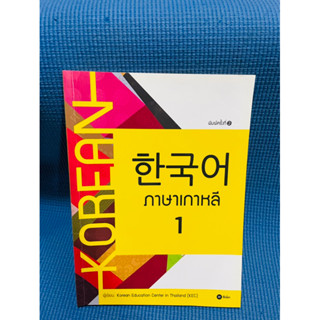 KOREAN
พิมพ์ครั้งที่ 2
한국어
ภาษาเกาหลี
1
ผู้เขียน Korean Education Center in Thailand (KEC)